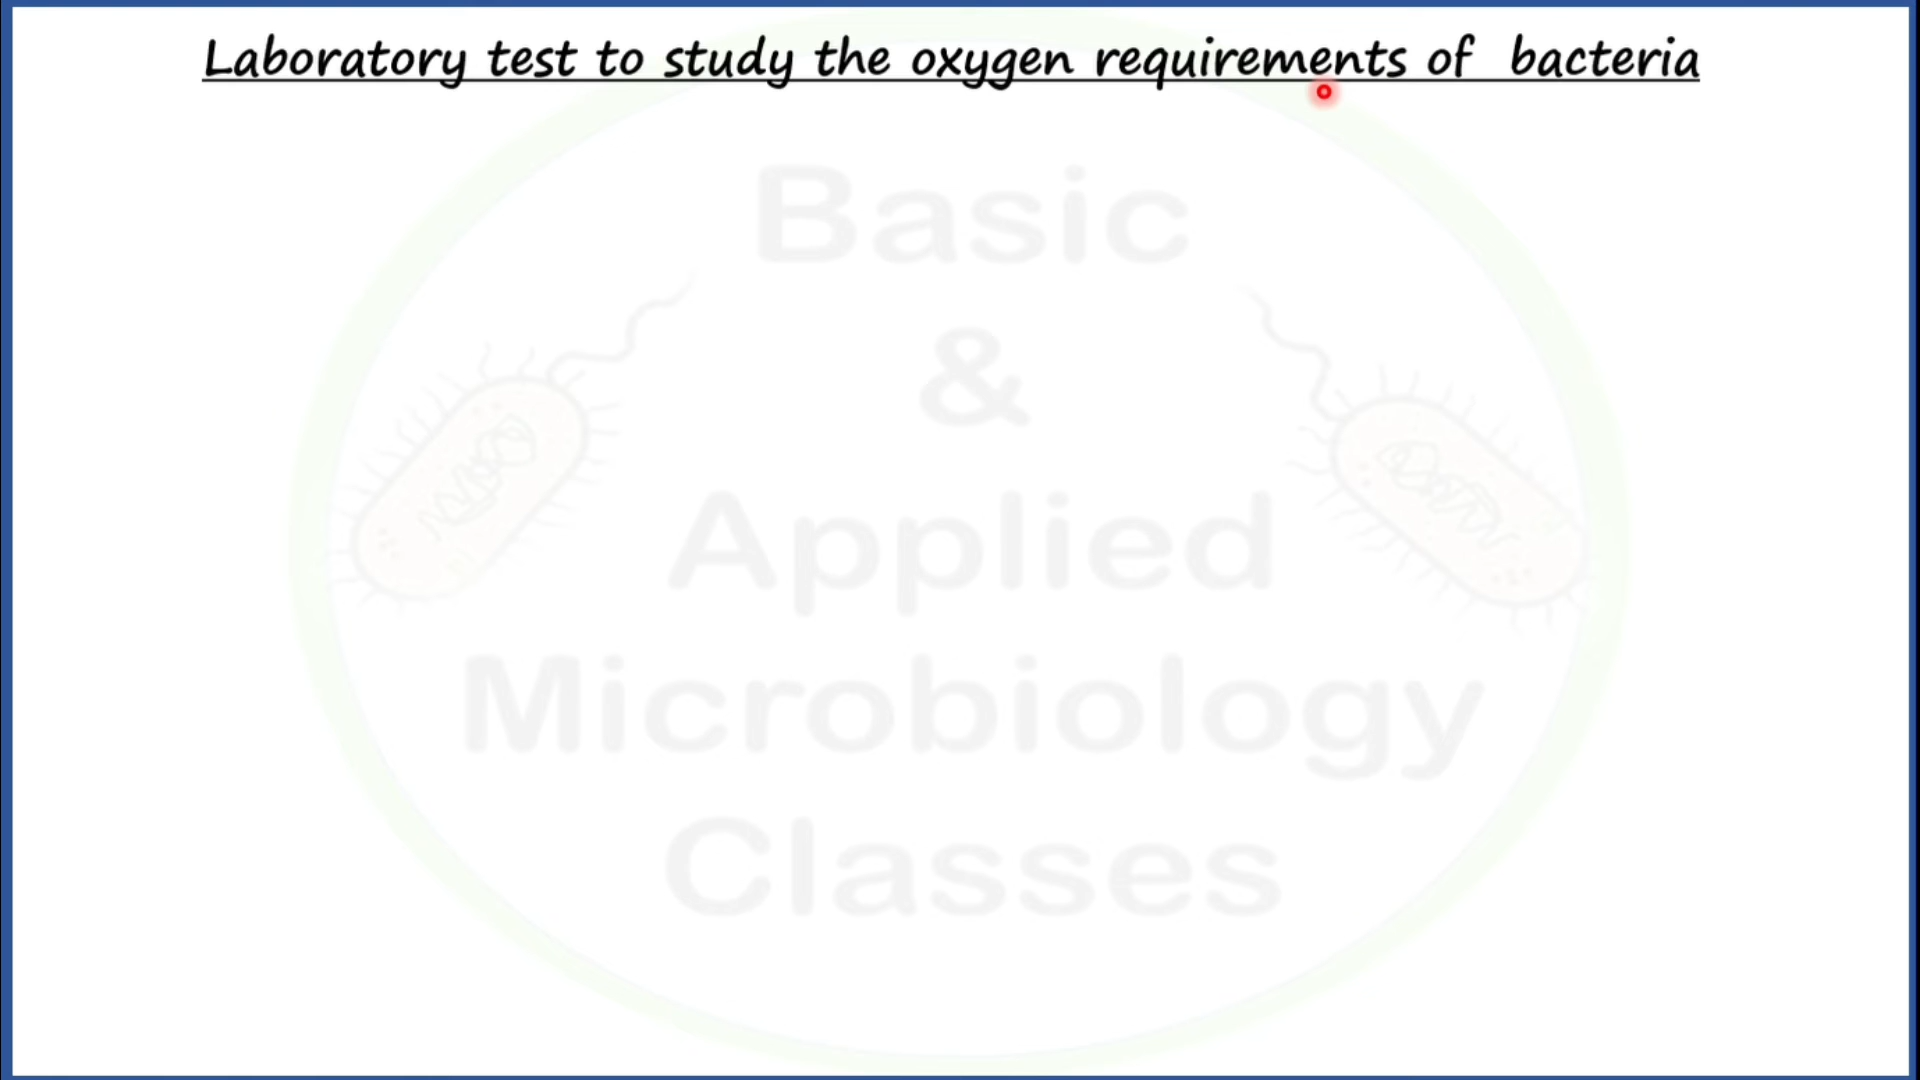 Laboratory test to study the oxygen requirements of bacteria
Basic
&
Applied
Microbiology
Classes